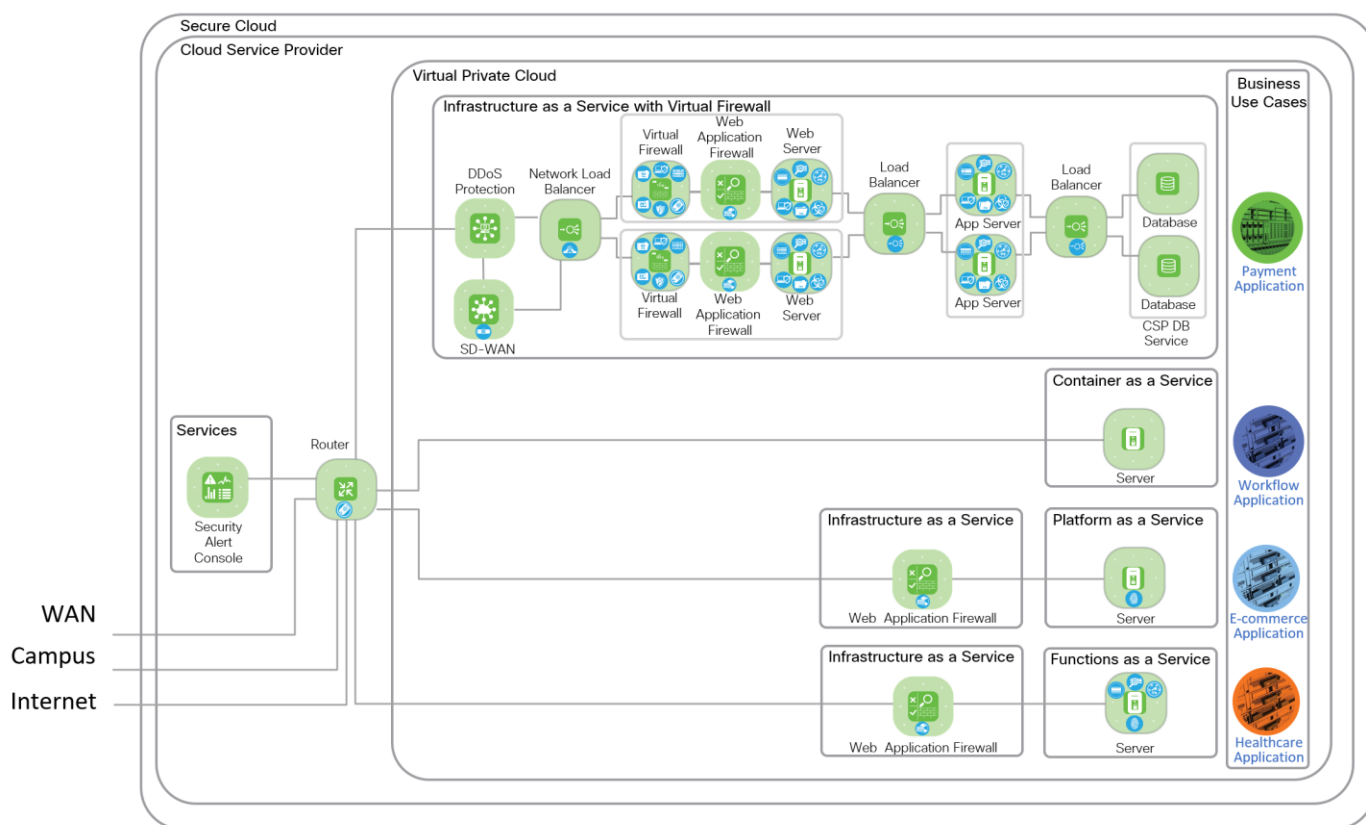 Secure Cloud
Cloud Service Provider
Virtual Private Cloud
Business
Use Cases
Infrastructure as a Service with Virtual Firewall
Virtual
Firewall
Web
Application
Firewall
Web
Server
DDoS
Protection
Network Load
Balancer
Load
Balancer
App Server
Load
Balancer
Database
Virtual
Firewall
Web
Application
Firewall
Web
Server
App Server
Database
CSP DB
Service
SD-WAN
Payment
Application
Container as a Service
Server
Workflow
Application
Services
Security
Alert
Console
Router
Infrastructure as a Service
Web Application Firewall
Platform as a Service
Server
E-commerce
Application
Infrastructure as a Service
Web Application Firewall
Functions as a Service
Server
Healthcare
Application
WAN
Campus
Internet